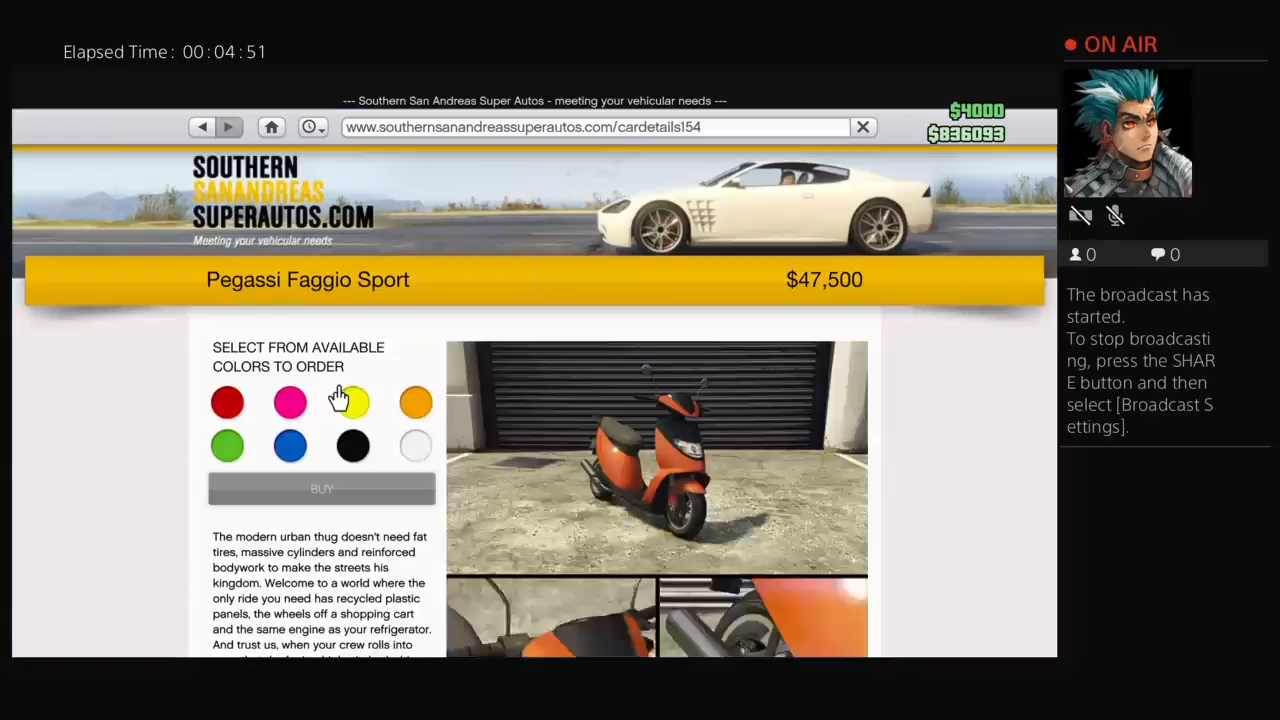 Elapsed Time: 00:04:51
ON AIR
--- Southern San Andreas Super Autos - meeting your vehicular needs ---
www.southernsanandreassuperautos.com/cardetails154
$4000
$836093
SOUTHERN
SANANDREAS
SUPERAUTOS.COM
Meeting your vehicular needs
0 0
Pegassi Faggio Sport $47,500
The broadcast has
started.
To stop broadcasti
ng, press the SHAR
E button and then
select [Broadcast S
ettings].
SELECT FROM AVAILABLE
COLORS TO ORDER
BUY
The modern urban thug doesn't need fat
tires, massive cylinders and reinforced
bodywork to make the streets his
kingdom. Welcome to a world where the
only ride you need has recycled plastic
panels, the wheels off a shopping cart
and the same engine as your refrigerator.
And trust us, when your crew rolls into